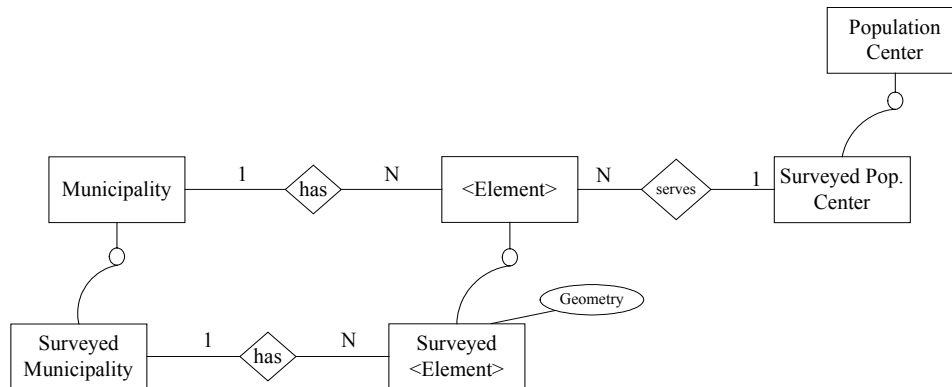 Population
Center
Municipality
1
has
N
<Element>
N
serves
1
Surveyed Pop.
Center
Geometry
Surveyed
Municipality
1
has
N
Surveyed
<Element>